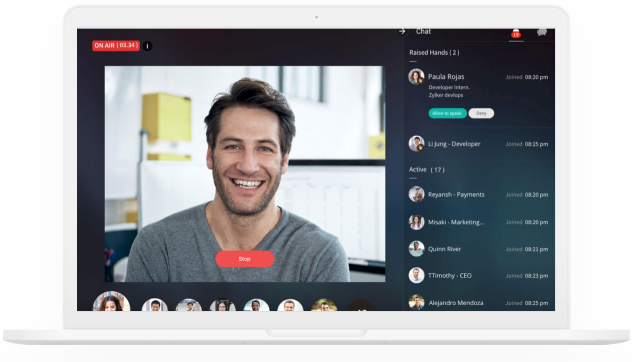 ON AIR ( 03.34 )
i
Chat
19
Raised Hands ( 2 )
Paula Rojas
Joined 08:20 pm
Developer Intern.
Zylker devlops
Allow to speak
Deny
Li Jung - Developer
Joined 08:25 pm
Active ( 17 )
Reyansh - Payments
Joined 08:20 pm
Misaki - Marketing...
Joined 08:20 pm
Quinn River
Joined 08:21 pm
TTimothy - CEO
Joined 08:23 pm
Alejandro Mendoza
Joined 08:25 pm
Stop